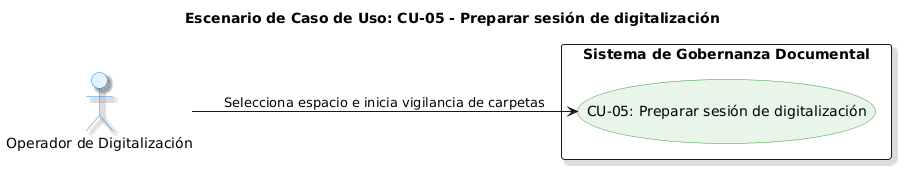 Escenario de Caso de Uso: CU-05 - Preparar sesión de digitalización
Sistema de Gobernanza Documental
Selecciona espacio e inicia vigilancia de carpetas
CU-05: Preparar sesión de digitalización
Operador de Digitalización